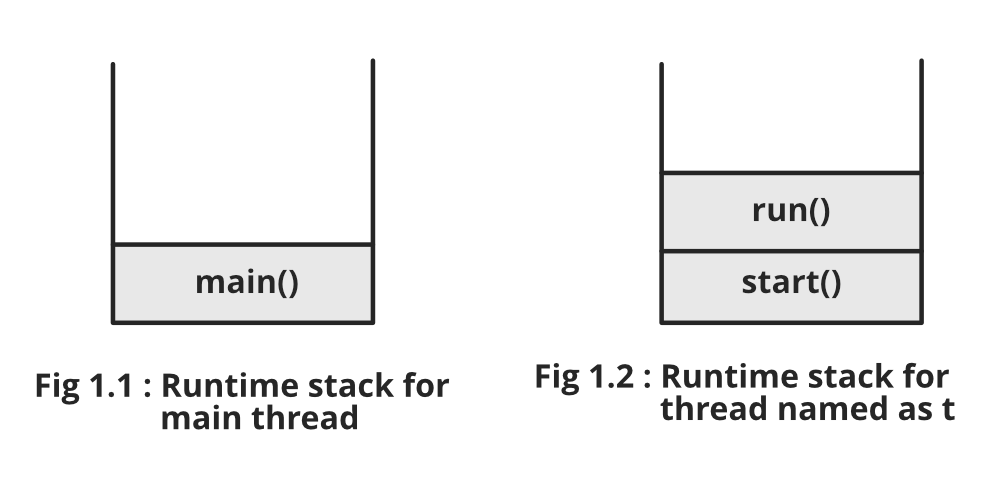 main()
Fig 1.1 : Runtime stack for
main thread
run()
start()
Fig 1.2 : Runtime stack for
thread named as t